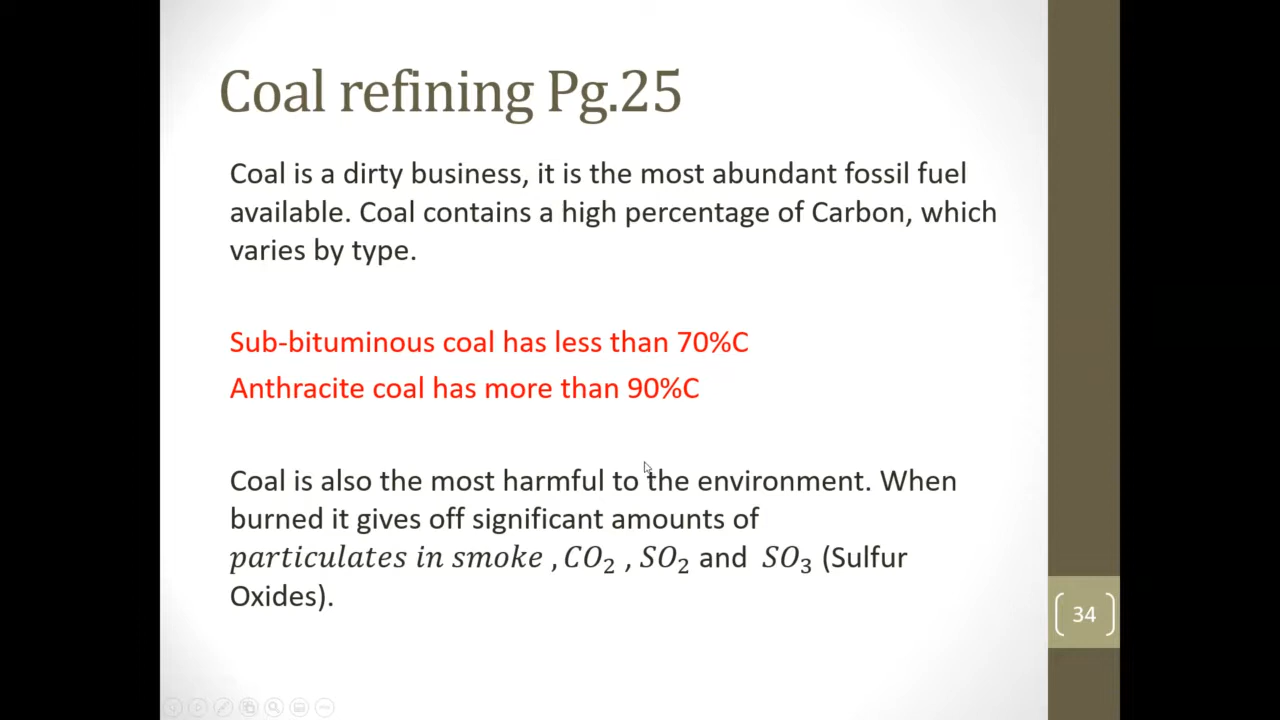 Coal refining Pg.25
Coal is a dirty business, it is the most abundant fossil fuel
available. Coal contains a high percentage of Carbon, which
varies by type.
Sub-bituminous coal has less than 70%C
Anthracite coal has more than 90%C
Coal is also the most harmful to the environment. When
burned it gives off significant amounts of
particulates in smoke , CO₂ , SO₂ and SO₃ (Sulfur
Oxides).
34